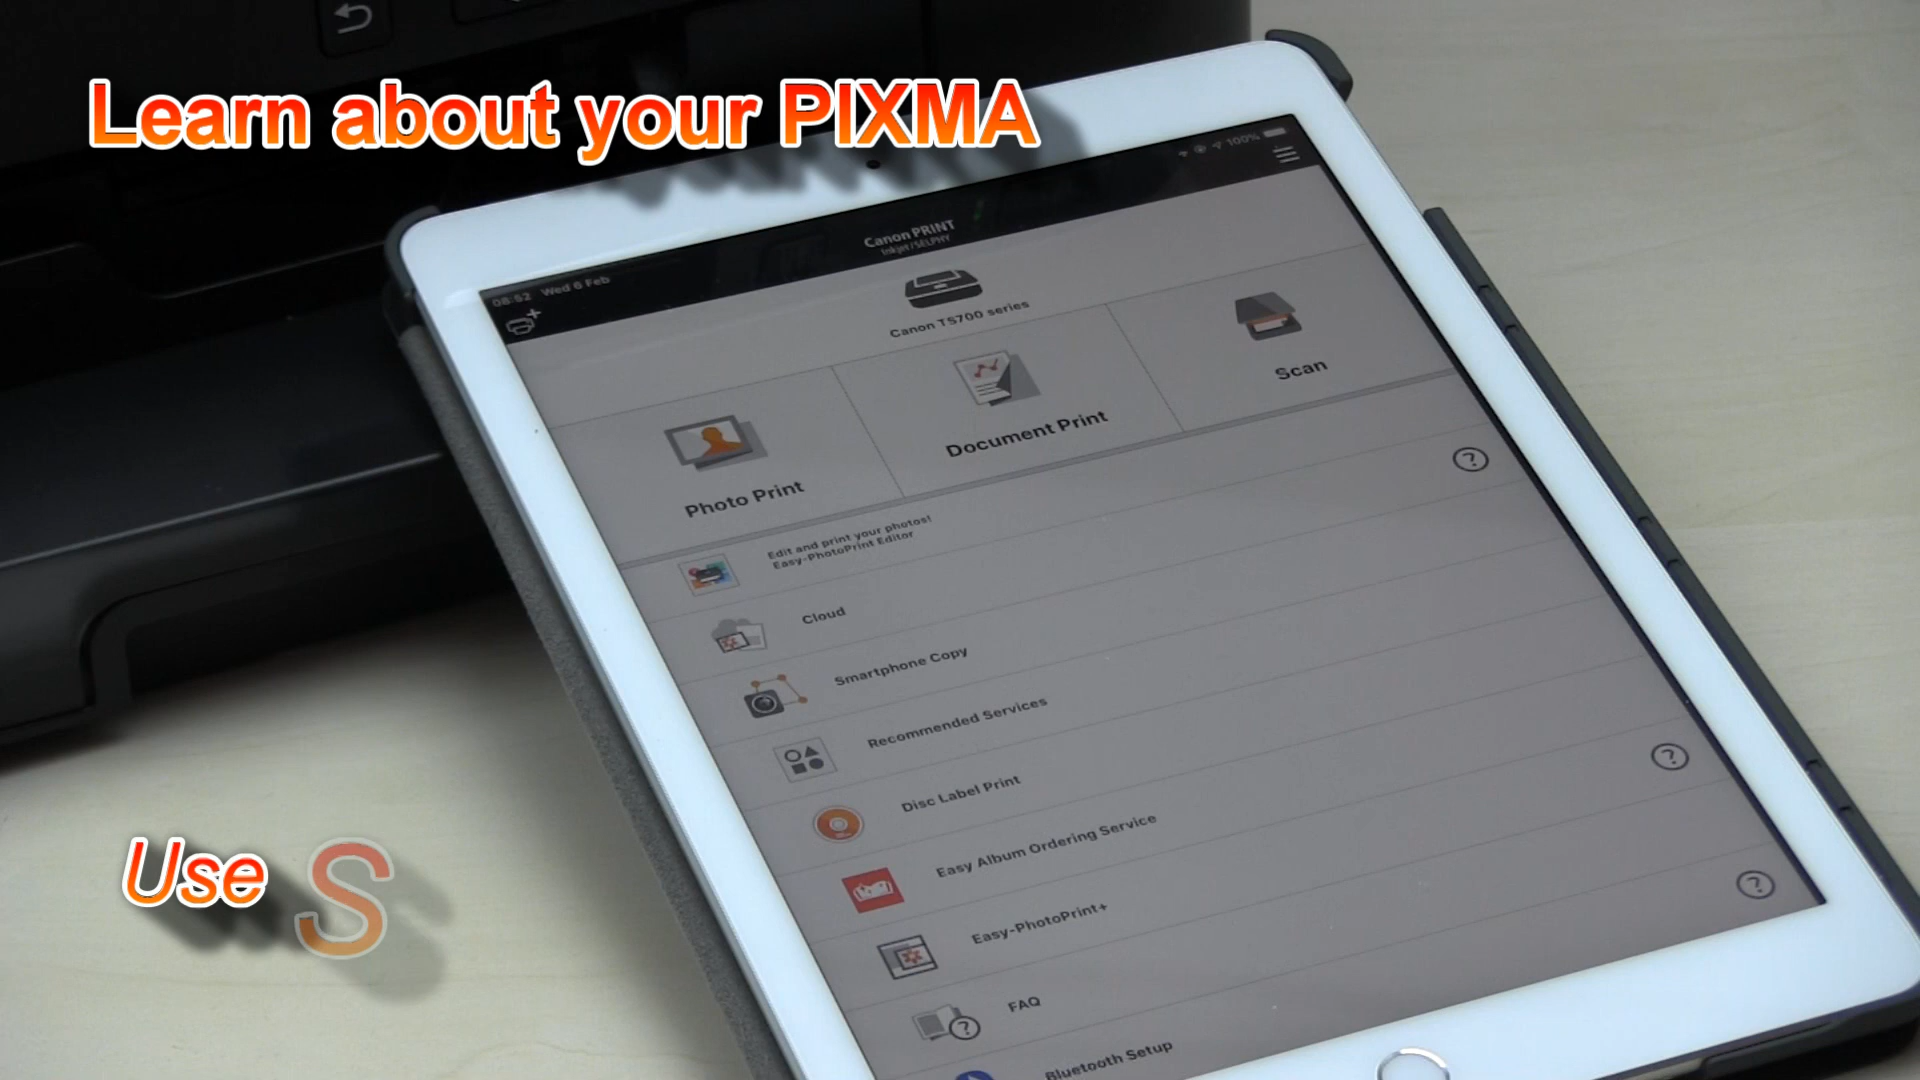 Learn about your PIXMA
100%
Canon PRINT
Inkjet/SELPHY
08:52 Wed 6 Feb
Canon TS700 series
Photo Print
Document Print
Scan
Edit and print your photos!
Easy-PhotoPrint Editor
Cloud
Smartphone Copy
Recommended Services
Disc Label Print
Easy Album Ordering Service
Easy-PhotoPrint+
FAQ
Bluetooth Setup
Use S